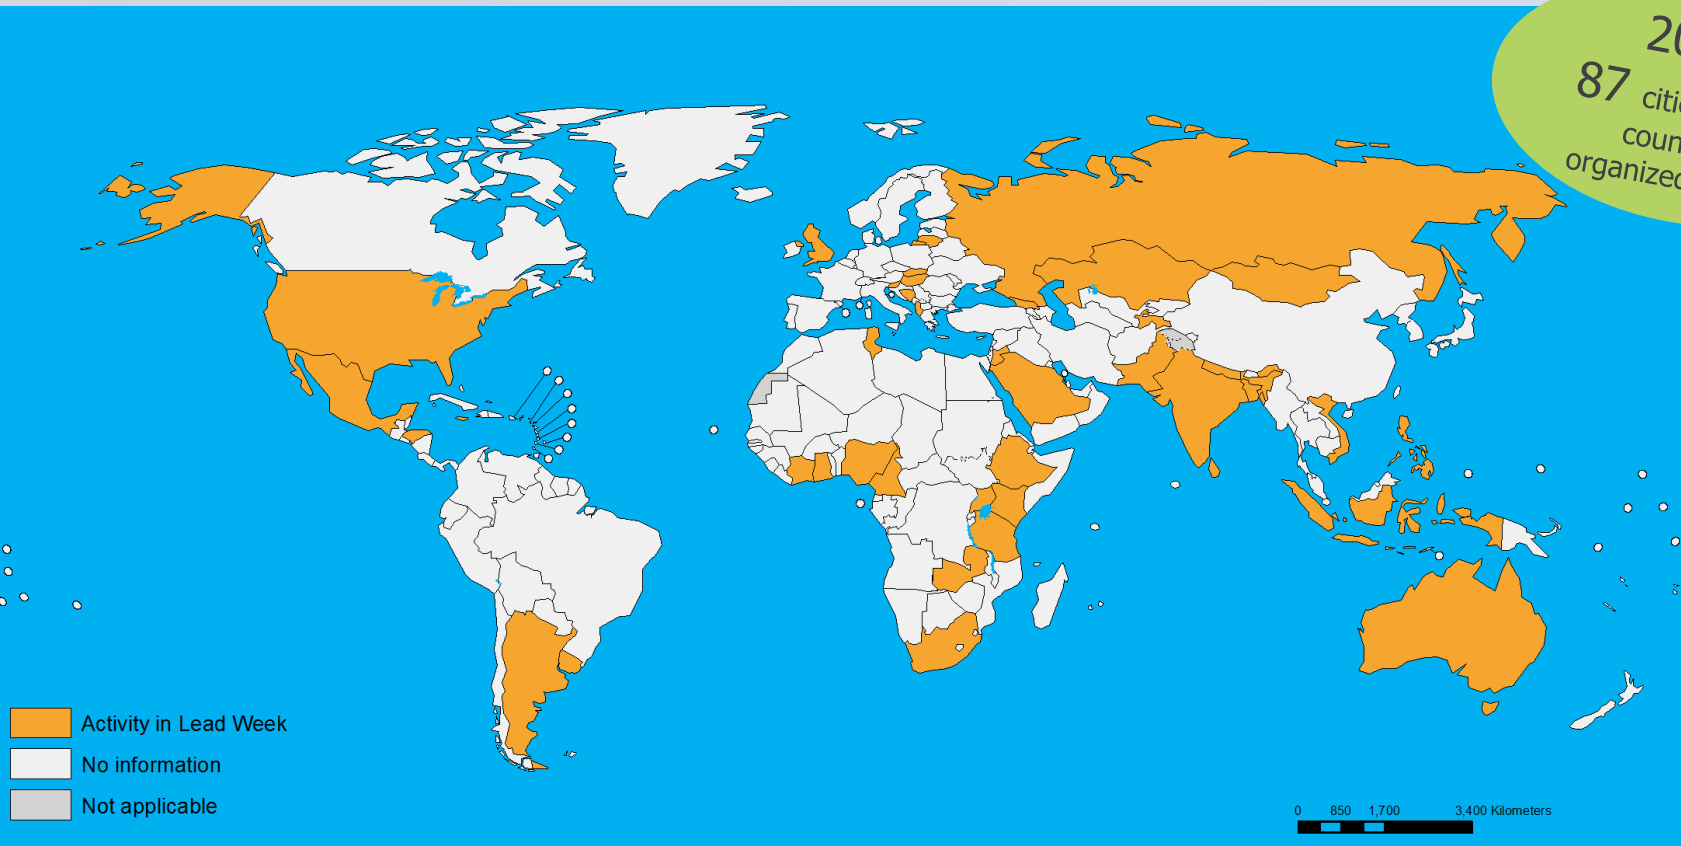 20
87 citi
coun
organized
Activity in Lead Week
No information
Not applicable
0 850 1,700 3,400 Kilometers